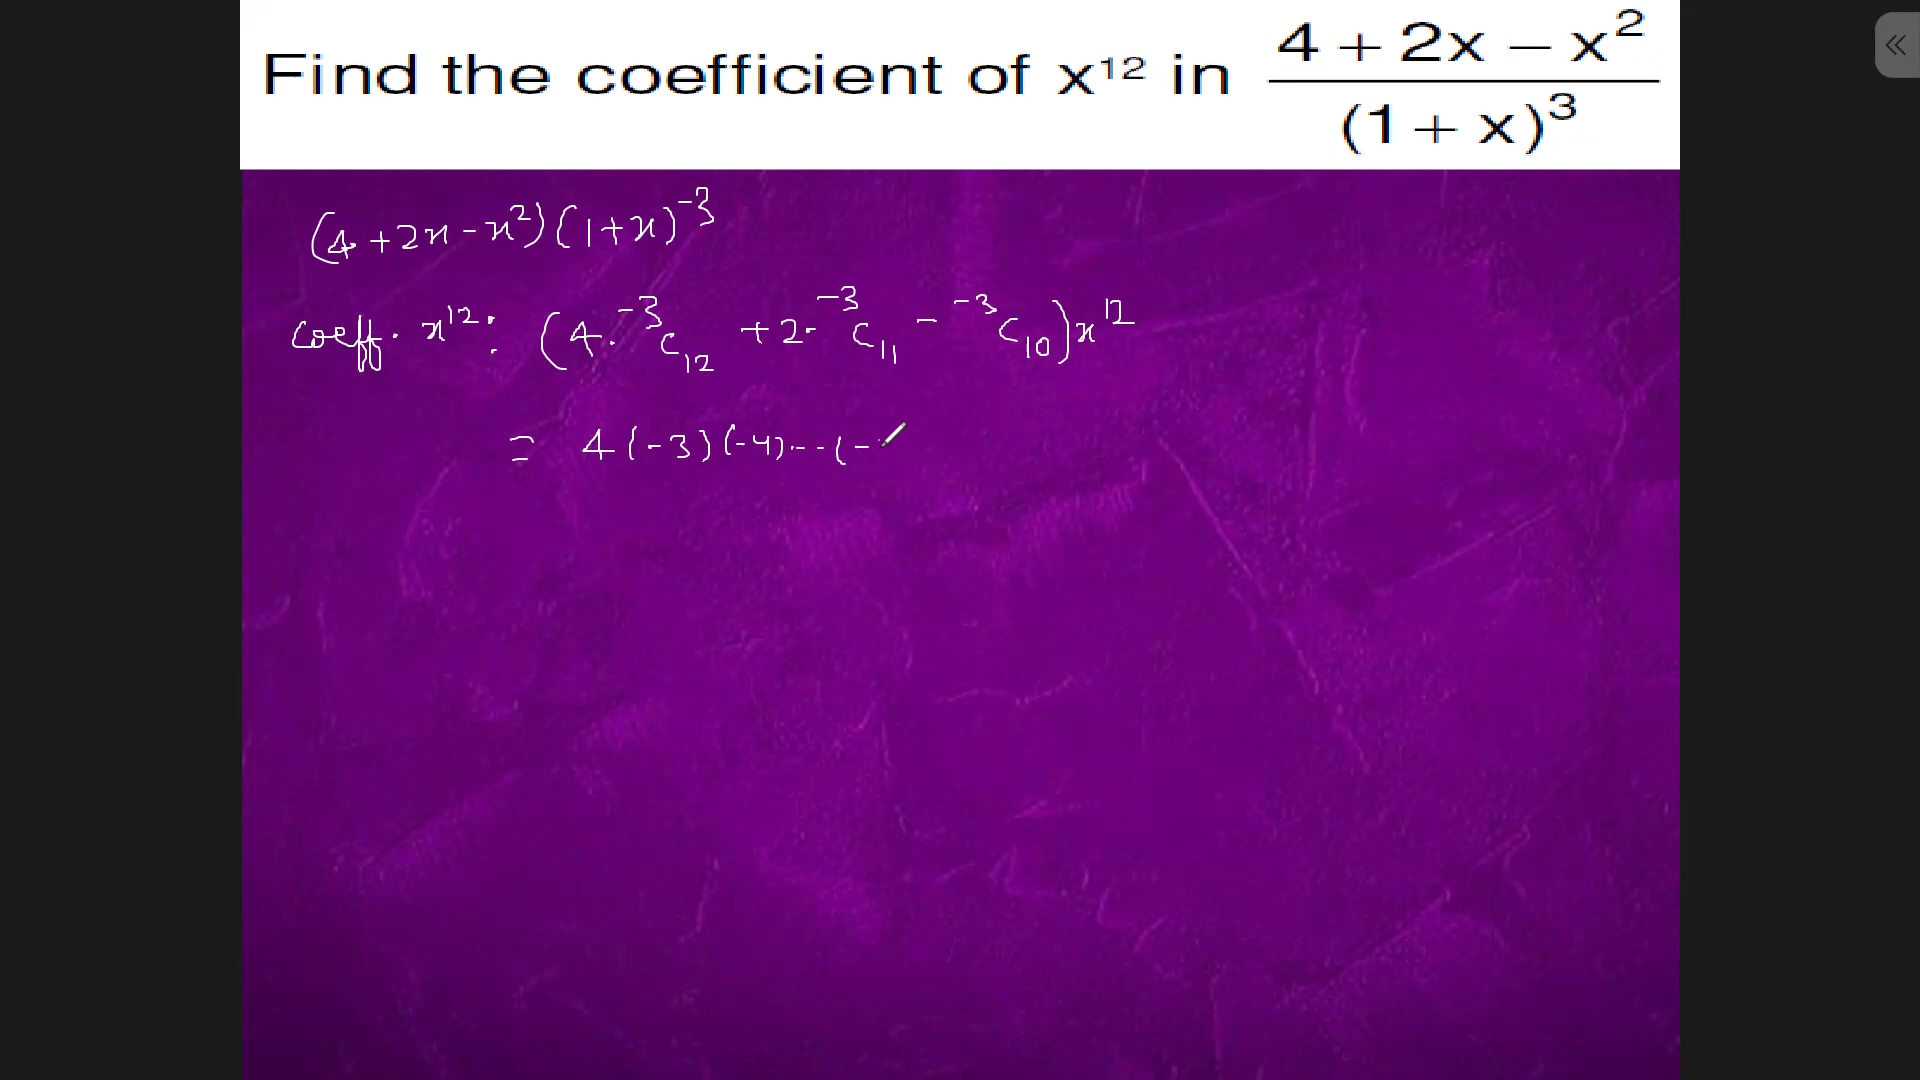 Find the coefficient of x¹² in (4 + 2x − x²)/(1 + x)³
(4+2x-x²)(1+x)⁻³
coeff. x¹²: (4.⁻³C₁₂ +2.⁻³C₁₁ - ⁻³C₁₀)x¹²
= 4(-3)(-4)...(-